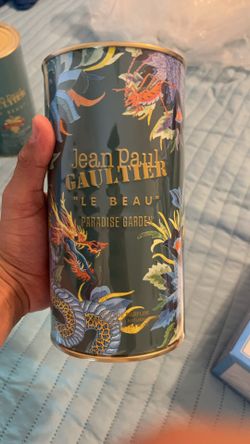 Jean Paul
GAULTIER
"LE BEAU"
PARADISE GARDEN